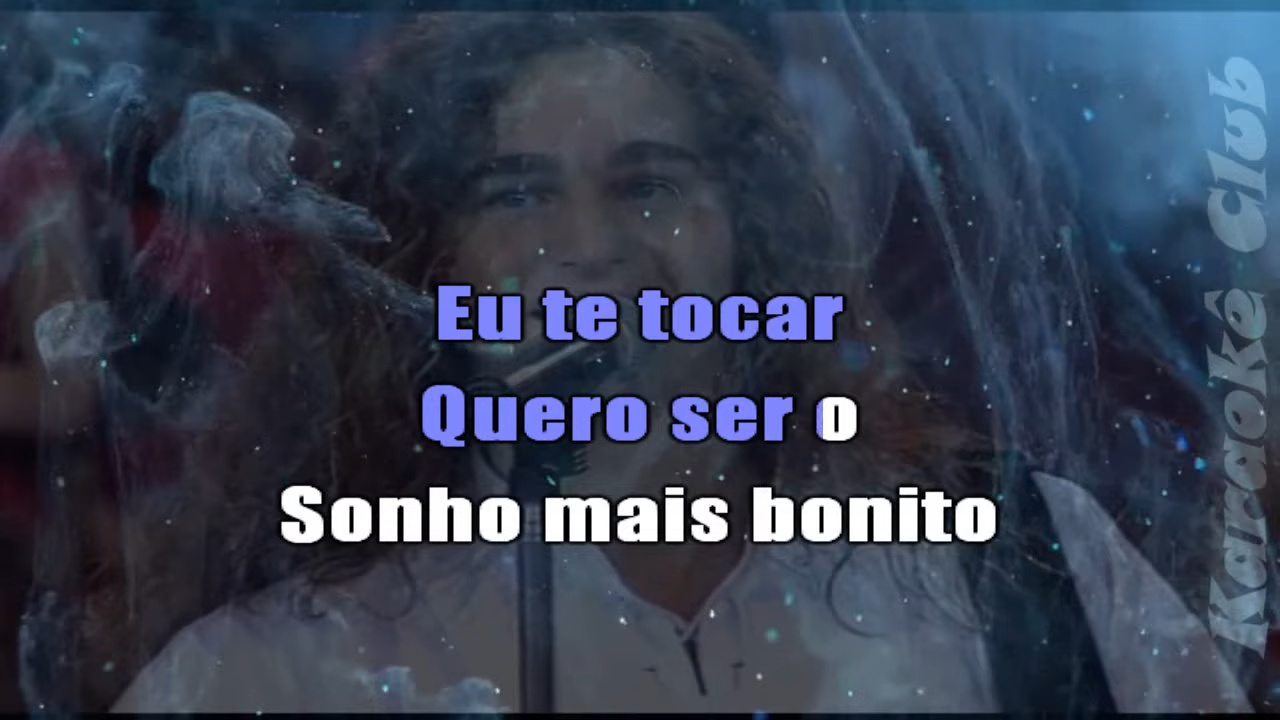 Eu te tocar
Quero ser o
Sonho mais bonito
Karaokê Club